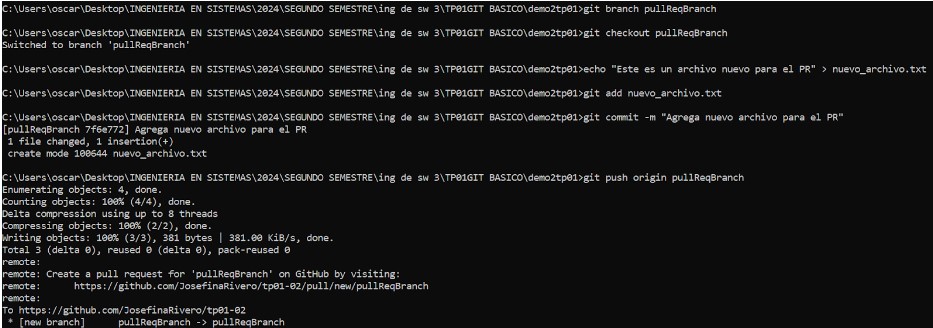 C:\Users\oscar\Desktop\INGENIERIA EN SISTEMAS\2024\SEGUNDO SEMESTRE\ing de sw 3\TP01GIT BASICO\demo2tp01>git branch pullReqBranch
C:\Users\oscar\Desktop\INGENIERIA EN SISTEMAS\2024\SEGUNDO SEMESTRE\ing de sw 3\TP01GIT BASICO\demo2tp01>git checkout pullReqBranch
Switched to branch 'pullReqBranch'
C:\Users\oscar\Desktop\INGENIERIA EN SISTEMAS\2024\SEGUNDO SEMESTRE\ing de sw 3\TP01GIT BASICO\demo2tp01>echo "Este es un archivo nuevo para el PR" > nuevo_archivo.txt
C:\Users\oscar\Desktop\INGENIERIA EN SISTEMAS\2024\SEGUNDO SEMESTRE\ing de sw 3\TP01GIT BASICO\demo2tp01>git add nuevo_archivo.txt
C:\Users\oscar\Desktop\INGENIERIA EN SISTEMAS\2024\SEGUNDO SEMESTRE\ing de sw 3\TP01GIT BASICO\demo2tp01>git commit -m "Agrega nuevo archivo para el PR"
[pullReqBranch 7f6e772] Agrega nuevo archivo para el PR
1 file changed, 1 insertion(+)
create mode 100644 nuevo_archivo.txt
C:\Users\oscar\Desktop\INGENIERIA EN SISTEMAS\2024\SEGUNDO SEMESTRE\ing de sw 3\TP01GIT BASICO\demo2tp01>git push origin pullReqBranch
Enumerating objects: 4, done.
Counting objects: 100% (4/4), done.
Delta compression using up to 8 threads
Compressing objects: 100% (2/2), done.
Writing objects: 100% (3/3), 381 bytes | 381.00 KiB/s, done.
Total 3 (delta 0), reused 0 (delta 0), pack-reused 0
remote:
remote: Create a pull request for 'pullReqBranch' on GitHub by visiting:
remote:      https://github.com/JosefinaRivero/tp01-02/pull/new/pullReqBranch
remote:
To https://github.com/JosefinaRivero/tp01-02
* [new branch]      pullReqBranch -> pullReqBranch